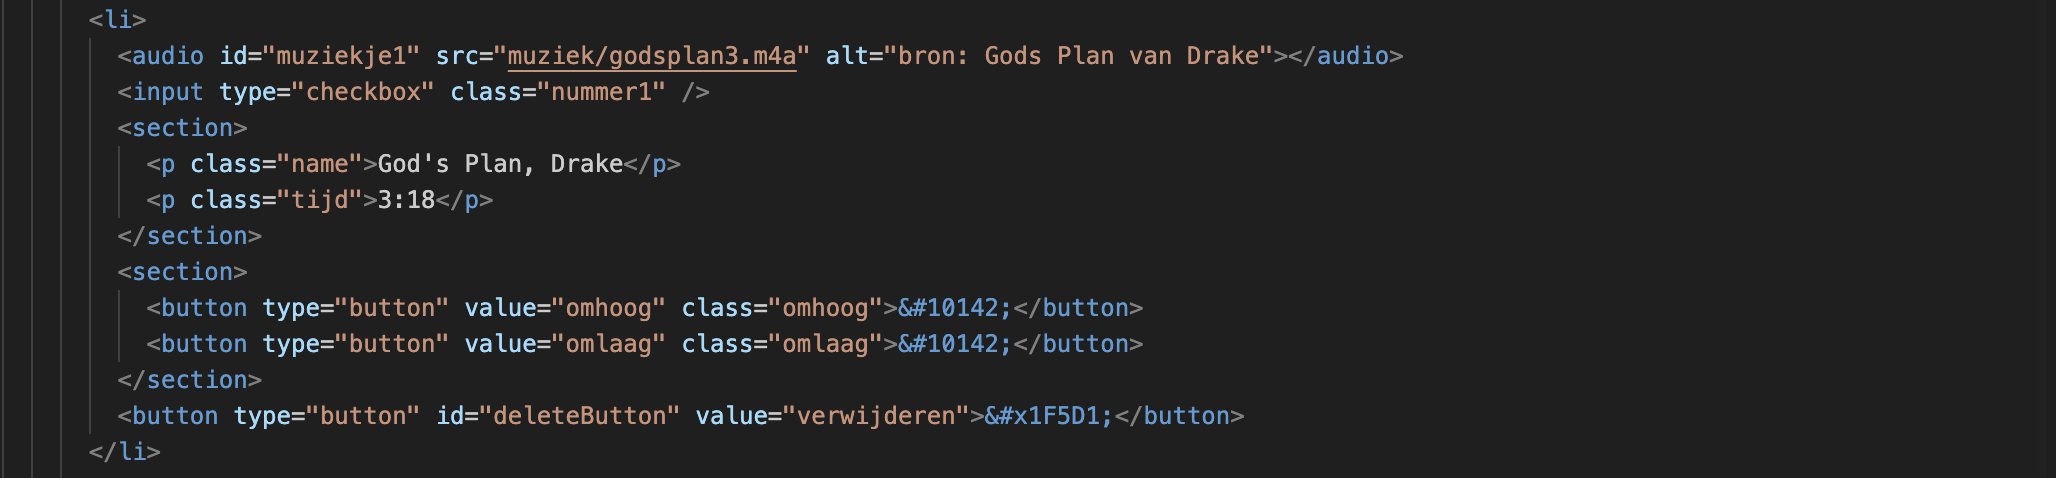 <li>
<audio id="muziekje1" src="muziek/godsplan3.m4a" alt="bron: Gods Plan van Drake"></audio>
<input type="checkbox" class="nummer1" />
<section>
<p class="name">God's Plan, Drake</p>
<p class="tijd">3:18</p>
</section>
<section>
<button type="button" value="omhoog" class="omhoog">&#10142;</button>
<button type="button" value="omlaag" class="omlaag">&#10142;</button>
</section>
<button type="button" id="deleteButton" value="verwijderen">&#x1F5D1;</button>
</li>